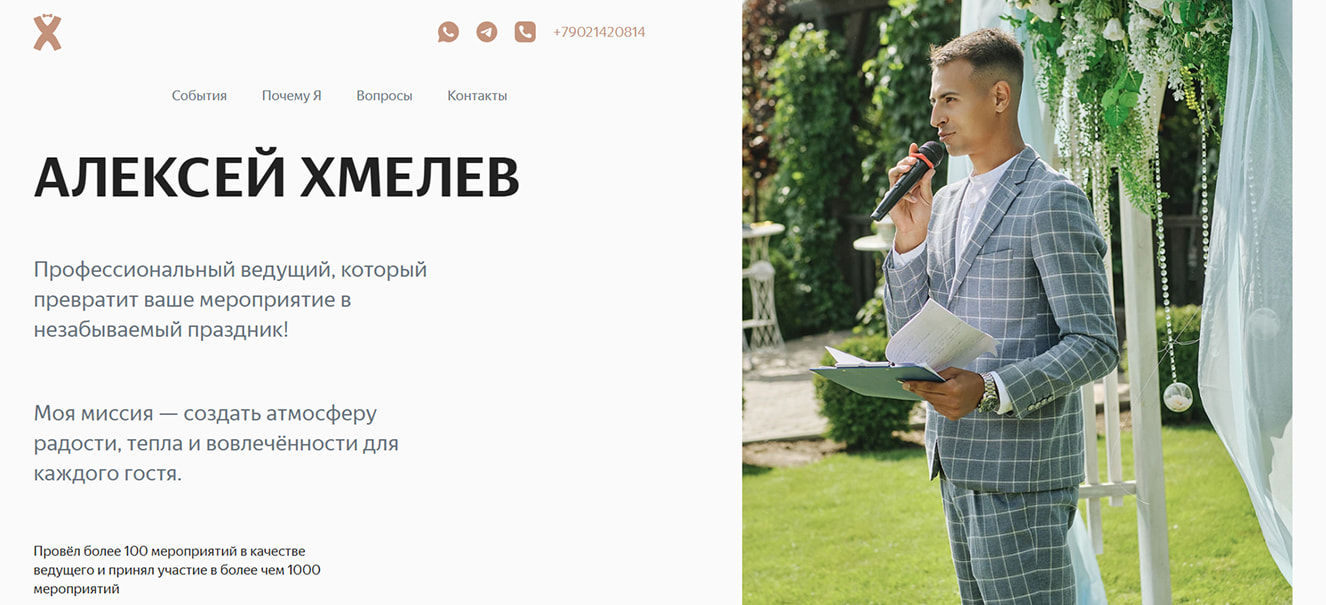 +79021420814
События Почему Я Вопросы Контакты
АЛЕКСЕЙ ХМЕЛЕВ
Профессиональный ведущий, который
превратит ваше мероприятие в
незабываемый праздник!
Моя миссия — создать атмосферу
радости, тепла и вовлечённости для
каждого гостя.
Провёл более 100 мероприятий в качестве
ведущего и принял участие в более чем 1000
мероприятий